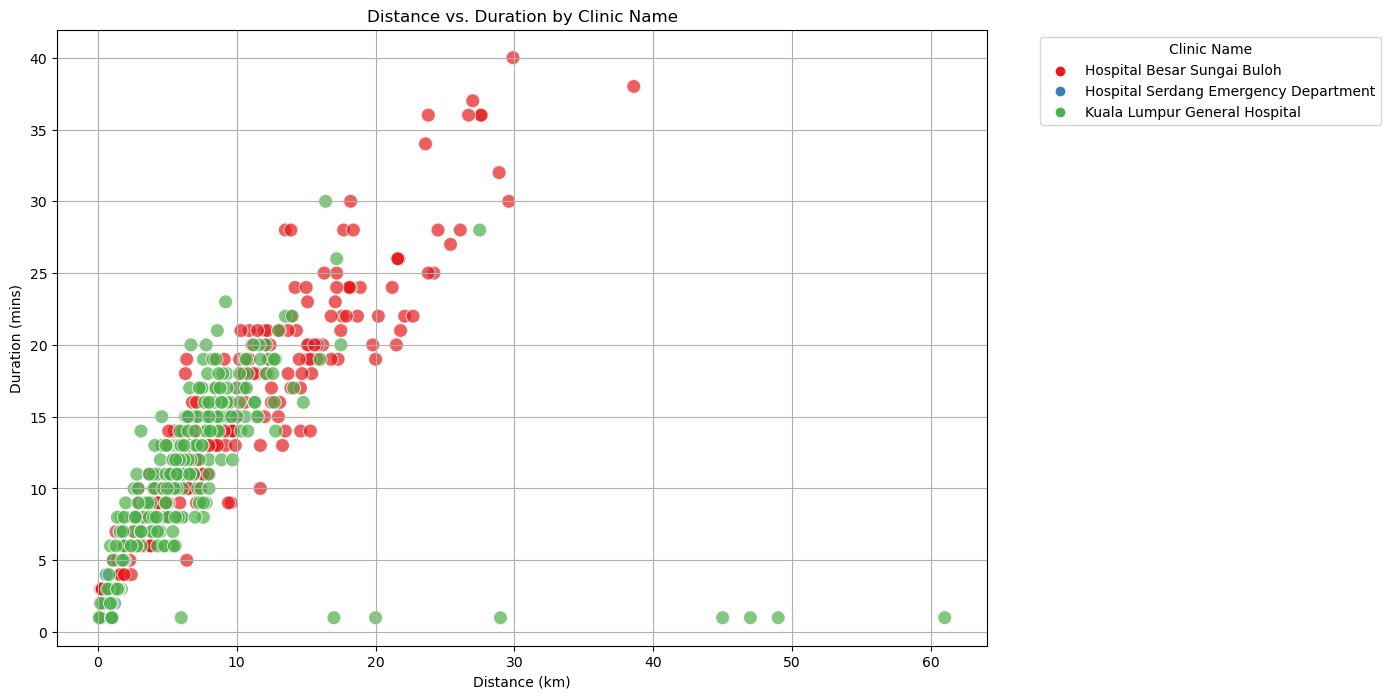 Distance vs. Duration by Clinic Name
Clinic Name
Hospital Besar Sungai Buloh
Hospital Serdang Emergency Department
Kuala Lumpur General Hospital
Duration (mins)
40
35
30
25
20
15
10
5
0
0 10 20 30 40 50 60
Distance (km)